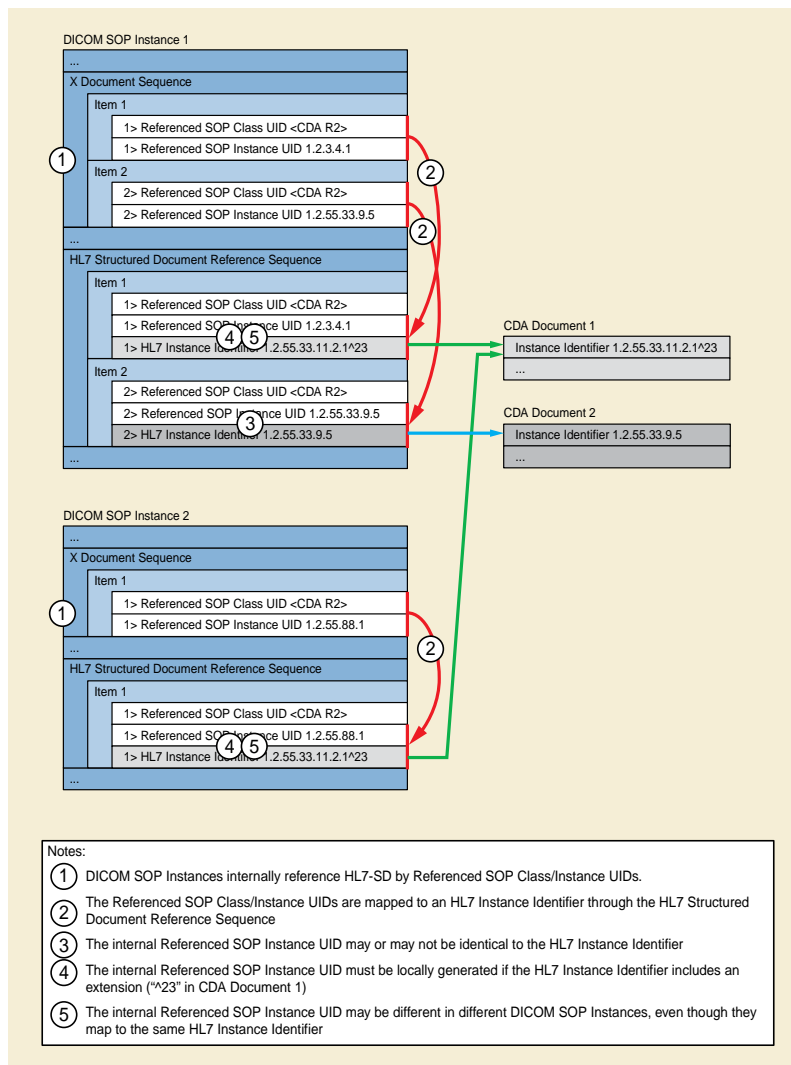 DICOM SOP Instance 1
...
X Document Sequence
Item 1
1> Referenced SOP Class UID <CDA R2>
1> Referenced SOP Instance UID 1.2.3.4.1
1
2
Item 2
2> Referenced SOP Class UID <CDA R2>
2> Referenced SOP Instance UID 1.2.55.33.9.5
2
...
HL7 Structured Document Reference Sequence
Item 1
1> Referenced SOP Class UID <CDA R2>
1> Referenced SOP Instance UID 1.2.3.4.1
4 5
1> HL7 Instance Identifier 1.2.55.33.11.2.1^23
Item 2
2> Referenced SOP Class UID <CDA R2>
2> Referenced SOP Instance UID 1.2.55.33.9.5
3
2> HL7 Instance Identifier 1.2.55.33.9.5
...
CDA Document 1
Instance Identifier 1.2.55.33.11.2.1^23
...
CDA Document 2
Instance Identifier 1.2.55.33.9.5
...
DICOM SOP Instance 2
...
X Document Sequence
Item 1
1> Referenced SOP Class UID <CDA R2>
1
1> Referenced SOP Instance UID 1.2.55.88.1
...
2
HL7 Structured Document Reference Sequence
Item 1
1> Referenced SOP Class UID <CDA R2>
1> Referenced SOP Instance UID 1.2.55.88.1
4 5
1> HL7 Instance Identifier 1.2.55.33.11.2.1^23
...
Notes:
1 DICOM SOP Instances internally reference HL7-SD by Referenced SOP Class/Instance UIDs.
2 The Referenced SOP Class/Instance UIDs are mapped to an HL7 Instance Identifier through the HL7 Structured
Document Reference Sequence
3 The internal Referenced SOP Instance UID may or may not be identical to the HL7 Instance Identifier
4 The internal Referenced SOP Instance UID must be locally generated if the HL7 Instance Identifier includes an
extension (“^23” in CDA Document 1)
5 The internal Referenced SOP Instance UID may be different in different DICOM SOP Instances, even though they
map to the same HL7 Instance Identifier